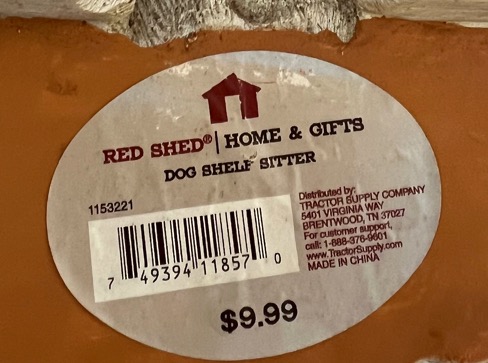 RED SHED® | HOME & GIFTS
DOG SHELF SITTER
1153221
7 49394 11857 0
Distributed by:
TRACTOR SUPPLY COMPANY
5401 VIRGINIA WAY
BRENTWOOD, TN 37027
For customer support,
call: 1-888-376-9601
www.TractorSupply.com
MADE IN CHINA
$9.99